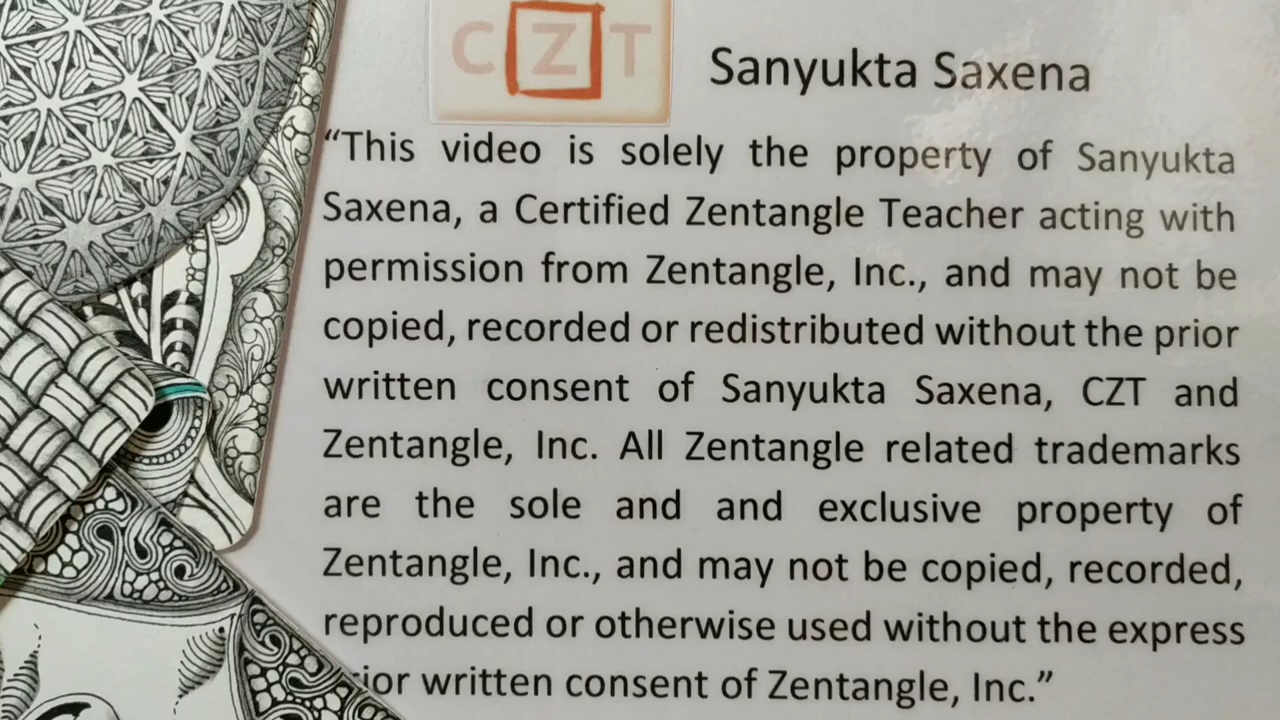 CZT
Sanyukta Saxena
“This video is solely the property of Sanyukta
Saxena, a Certified Zentangle Teacher acting with
permission from Zentangle, Inc., and may not be
copied, recorded or redistributed without the prior
written consent of Sanyukta Saxena, CZT and
Zentangle, Inc. All Zentangle related trademarks
are the sole and and exclusive property of
Zentangle, Inc., and may not be copied, recorded,
reproduced or otherwise used without the express
written consent of Zentangle, Inc.”